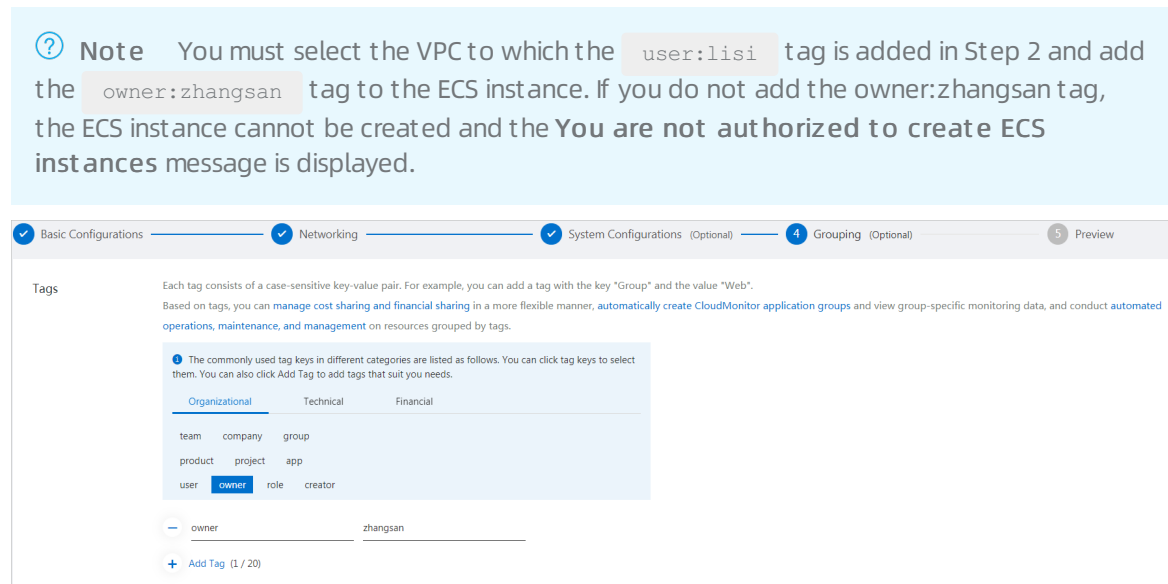 Note You must select the VPC to which the user:lisi tag is added in Step 2 and add
the owner:zhangsan tag to the ECS instance. If you do not add the owner:zhangsan tag,
the ECS instance cannot be created and the You are not authorized to create ECS
instances message is displayed.
Basic Configurations Networking System Configurations (Optional) 4 Grouping (Optional) 5 Preview
Tags
Each tag consists of a case-sensitive key-value pair. For example, you can add a tag with the key "Group" and the value "Web".
Based on tags, you can manage cost sharing and financial sharing in a more flexible manner, automatically create CloudMonitor application groups and view group-specific monitoring data, and conduct automated
operations, maintenance, and management on resources grouped by tags.
The commonly used tag keys in different categories are listed as follows. You can click tag keys to select
them. You can also click Add Tag to add tags that suit you needs.
Organizational Technical Financial
team company group
product project app
user owner role creator
owner zhangsan
Add Tag (1 / 20)